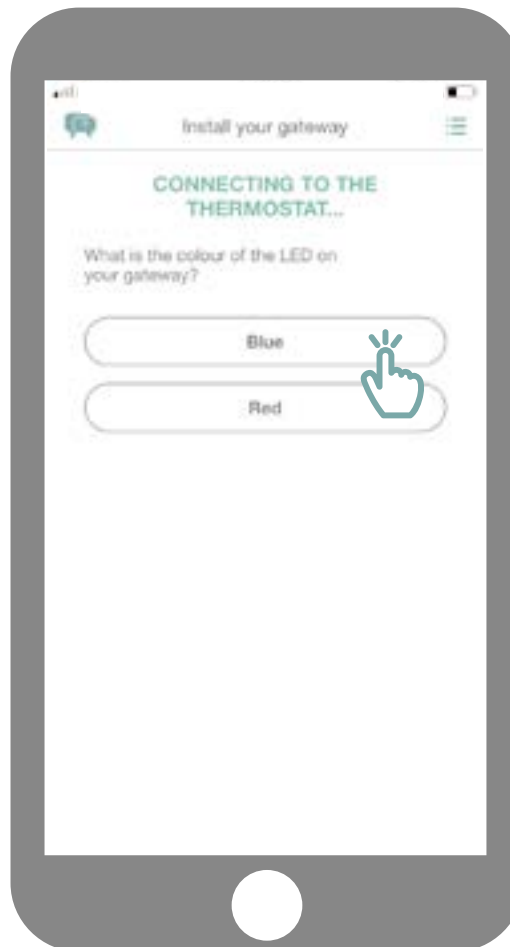 Install your gateway
CONNECTING TO THE
THERMOSTAT...
What is the colour of the LED on
your gateway?
Blue
Red